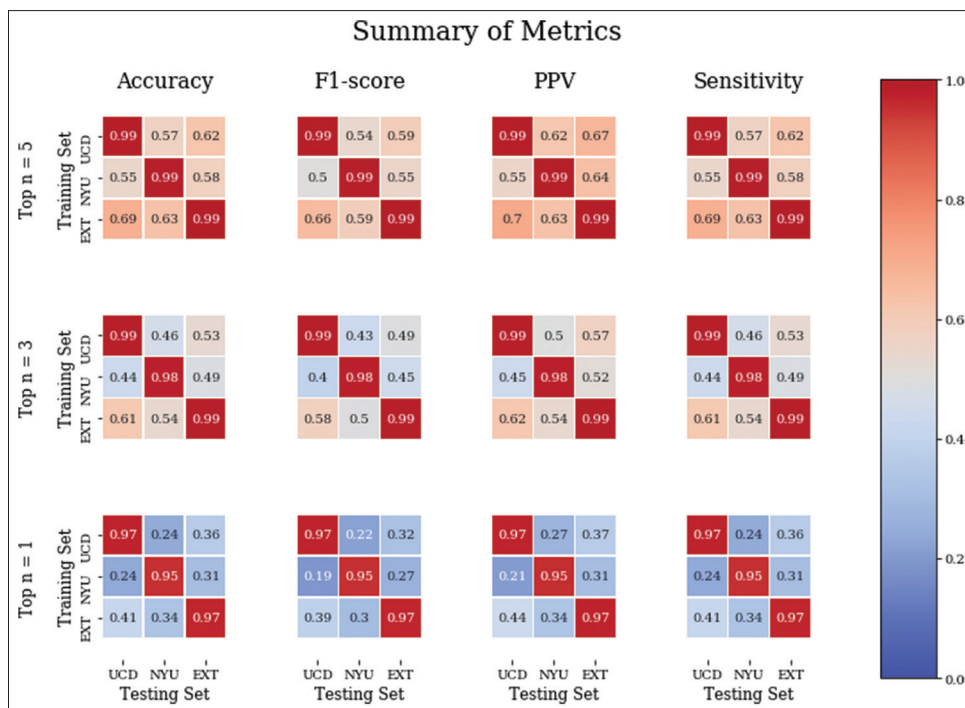 Summary of Metrics
Accuracy F1-score PPV Sensitivity
1.0
0.8
0.6
0.4
0.2
0.0
Top n = 5
Training Set
UCD
NYU
EXT
0.99 0.57 0.62 0.99 0.54 0.59 0.99 0.62 0.67 0.99 0.57 0.62
0.55 0.99 0.58 0.5 0.99 0.55 0.55 0.99 0.64 0.55 0.99 0.58
0.69 0.63 0.99 0.66 0.59 0.99 0.7 0.63 0.99 0.69 0.63 0.99
Top n = 3
Training Set
UCD
NYU
EXT
0.99 0.46 0.53 0.99 0.43 0.49 0.99 0.5 0.57 0.99 0.46 0.53
0.44 0.98 0.49 0.4 0.98 0.45 0.45 0.98 0.52 0.44 0.98 0.49
0.61 0.54 0.99 0.58 0.5 0.99 0.62 0.54 0.99 0.61 0.54 0.99
Top n = 1
Training Set
UCD
NYU
EXT
0.97 0.24 0.36 0.97 0.22 0.32 0.97 0.27 0.37 0.97 0.24 0.36
0.24 0.95 0.31 0.19 0.95 0.27 0.21 0.95 0.31 0.24 0.95 0.31
0.41 0.34 0.97 0.39 0.3 0.97 0.44 0.34 0.97 0.41 0.34 0.97
UCD NYU EXT UCD NYU EXT UCD NYU EXT UCD NYU EXT
Testing Set Testing Set Testing Set Testing Set